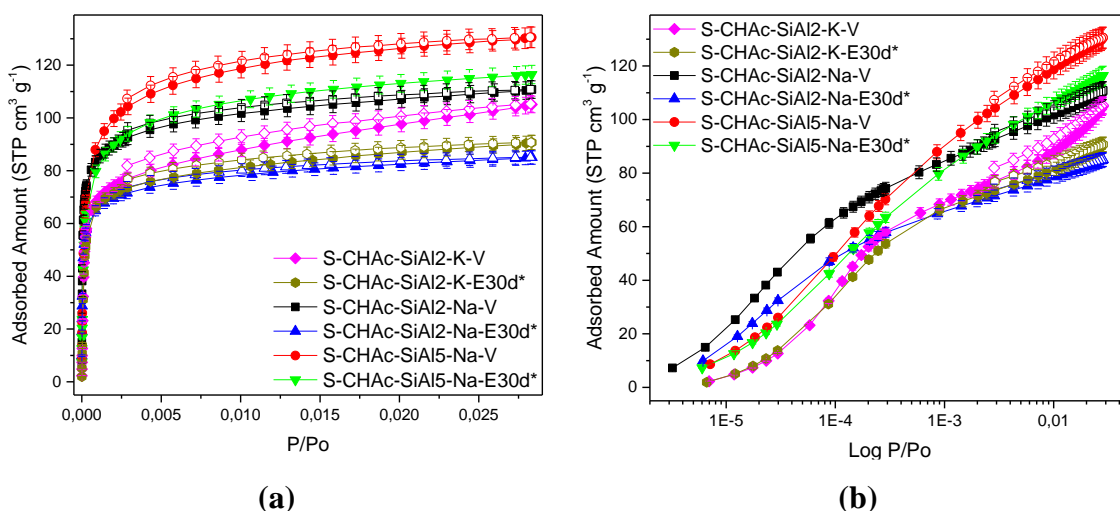 Adsorbed Amount (STP cm³ g⁻¹)
120
100
80
60
40
20
0
S-CHAc-SiAl2-K-V
S-CHAc-SiAl2-K-E30d*
S-CHAc-SiAl2-Na-V
S-CHAc-SiAl2-Na-E30d*
S-CHAc-SiAl5-Na-V
S-CHAc-SiAl5-Na-E30d*
0,000 0,005 0,010 0,015 0,020 0,025
P/Po
(a)
Adsorbed Amount (STP cm³ g⁻¹)
120
100
80
60
40
20
0
S-CHAc-SiAl2-K-V
S-CHAc-SiAl2-K-E30d*
S-CHAc-SiAl2-Na-V
S-CHAc-SiAl2-Na-E30d*
S-CHAc-SiAl5-Na-V
S-CHAc-SiAl5-Na-E30d*
1E-5 1E-4 1E-3 0,01
Log P/Po
(b)